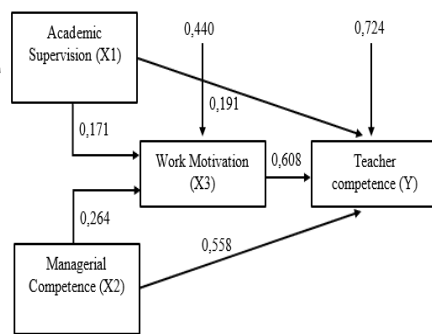 Academic
Supervision (X1)
0,440
0,724
0,191
0,171
Work Motivation
(X3)
0,608
Teacher
competence (Y)
0,264
0,558
Managerial
Competence (X2)